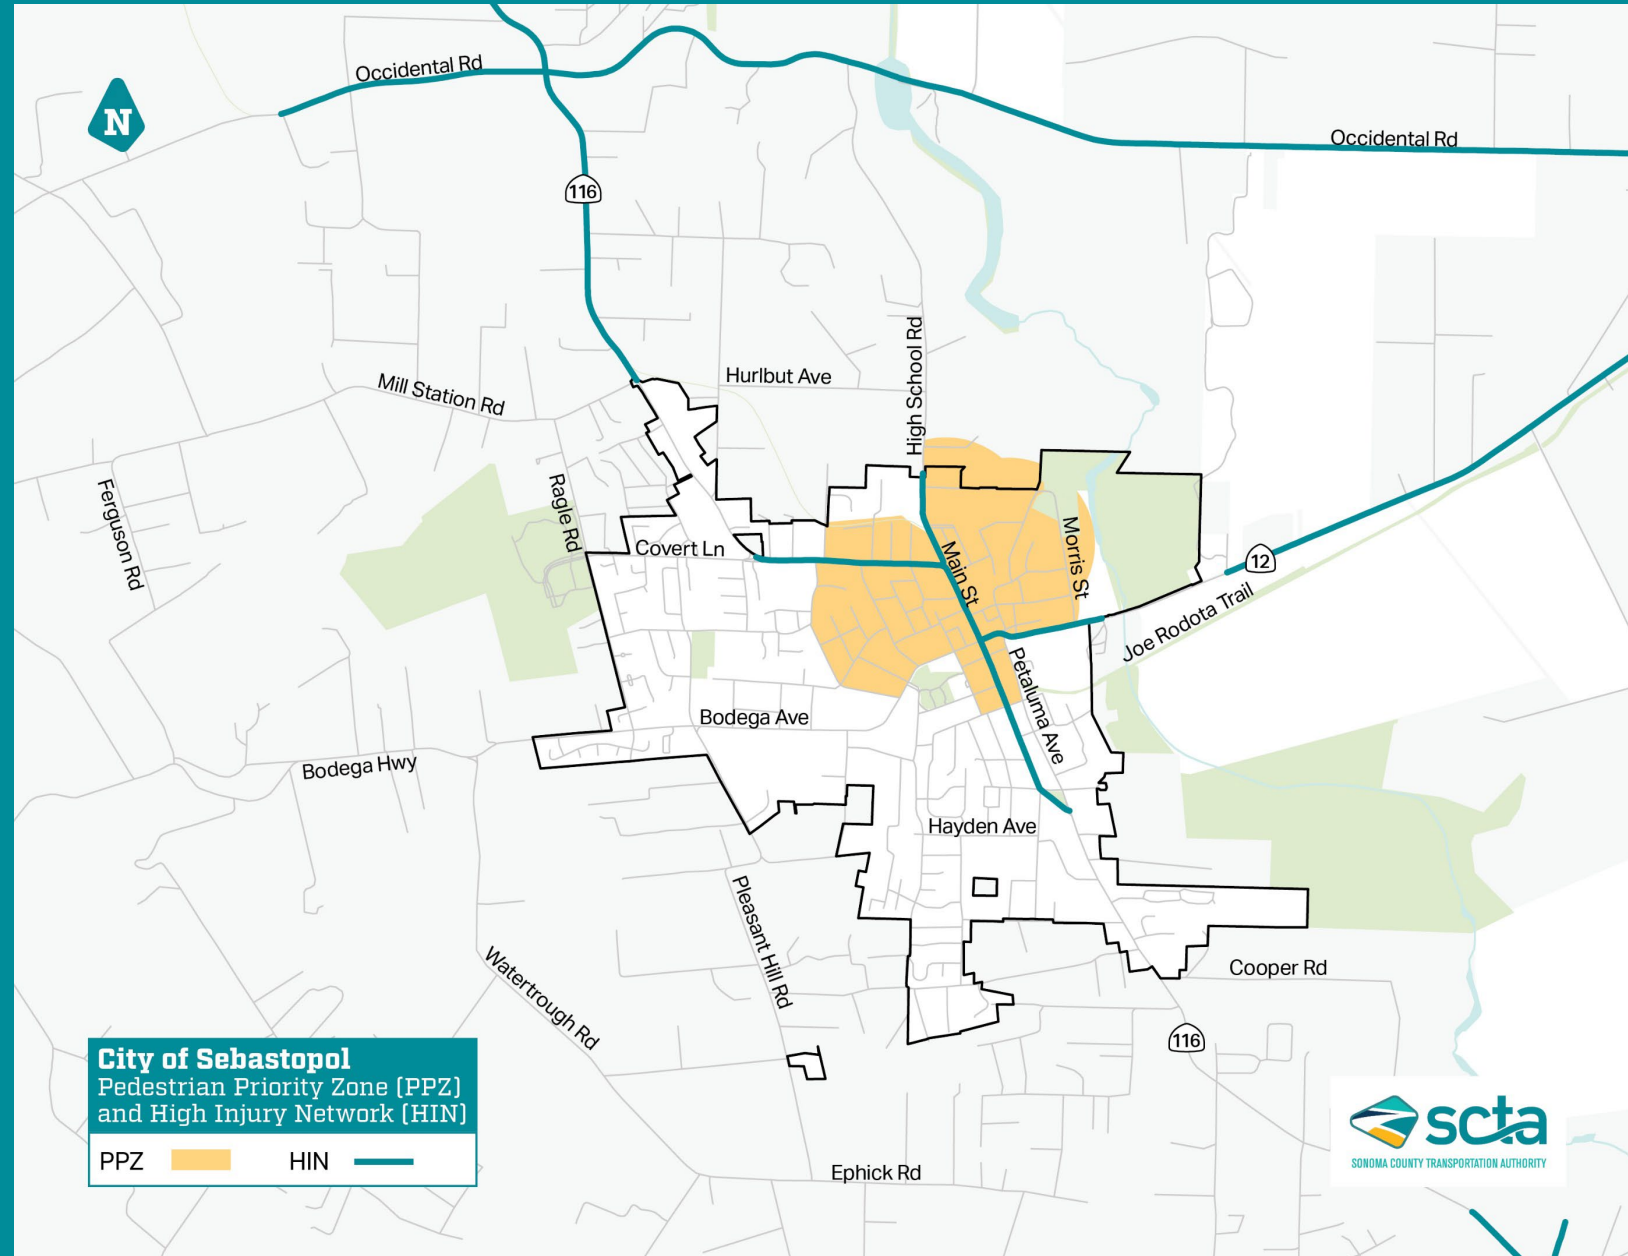 Occidental Rd
N
Occidental Rd
116
High School Rd
Hurlbut Ave
Mill Station Rd
Ferguson Rd
Ragle Rd
Covert Ln
Main St
Morris St
12
Joe Rodota Trail
Petaluma Ave
Bodega Ave
Bodega Hwy
Hayden Ave
Pleasant Hill Rd
Watertrough Rd
Cooper Rd
116
City of Sebastopol
Pedestrian Priority Zone (PPZ)
and High Injury Network (HIN)
PPZ
HIN
scta
SONOMA COUNTY TRANSPORTATION AUTHORITY
Ephick Rd